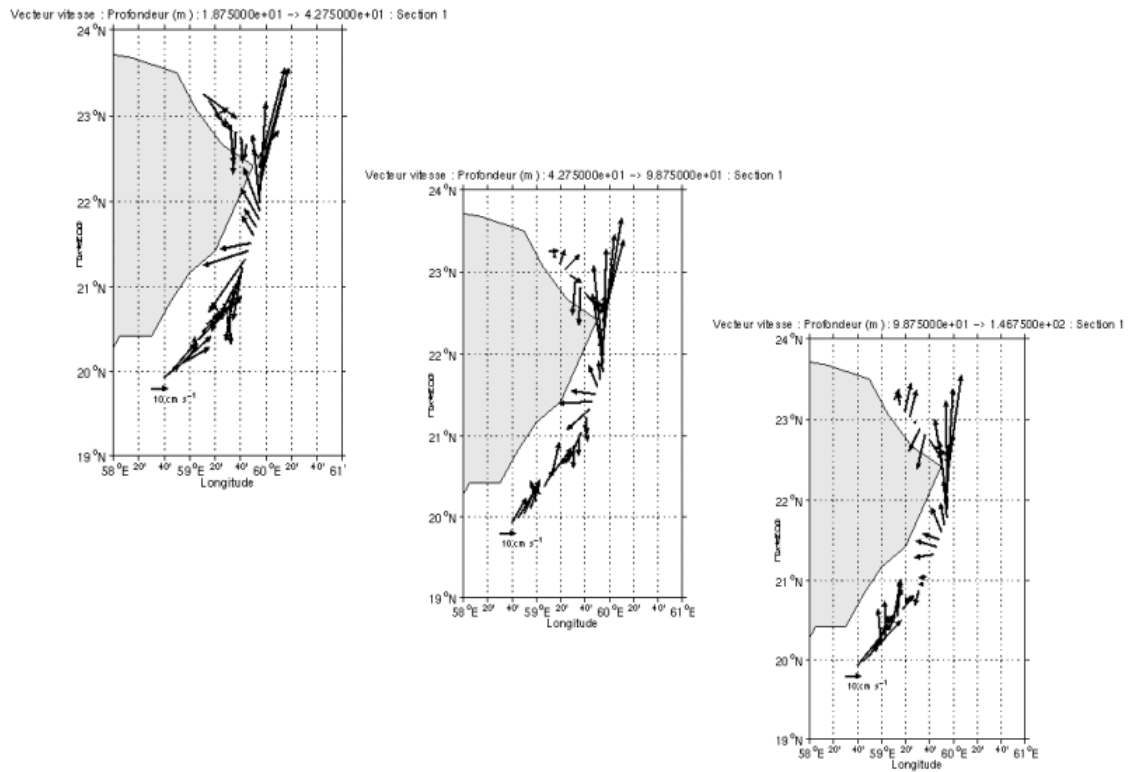 Vecteur vitesse : Profondeur (m) : 1.875000e+01 -> 4.275000e+01 : Section 1
24°N
23°N
22°N
21°N
20°N
19°N
10 cm s⁻¹
58°E 20' 40' 59°E 20' 40' 60°E 20' 40' 61°
Longitude
Vecteur vitesse : Profondeur (m) : 4.275000e+01 -> 9.875000e+01 : Section 1
24°N
23°N
22°N
21°N
20°N
19°N
10 cm s⁻¹
58°E 20' 40' 59°E 20' 40' 60°E 20' 40' 61°E
Longitude
Vecteur vitesse : Profondeur (m) : 9.875000e+01 -> 1.467500e+02 : Section 1
24°N
23°N
22°N
21°N
20°N
19°N
10 cm s⁻¹
58°E 20' 40' 59°E 20' 40' 60°E 20' 40' 61°E
Longitude